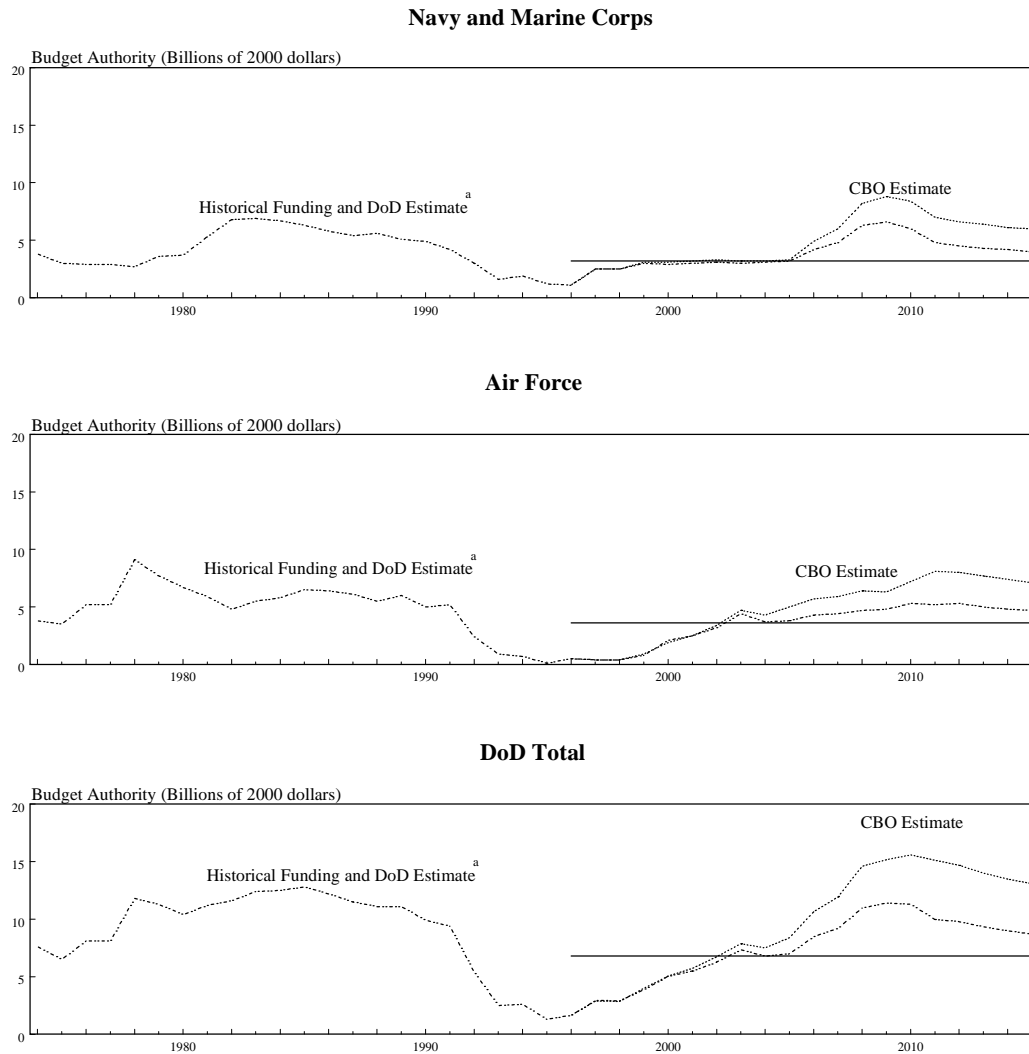 Navy and Marine Corps
Budget Authority (Billions of 2000 dollars)
20
15
10
5
0
Historical Funding and DoD Estimate a
CBO Estimate
1980 1990 2000 2010
Air Force
Budget Authority (Billions of 2000 dollars)
20
15
10
5
0
Historical Funding and DoD Estimate a
CBO Estimate
1980 1990 2000 2010
DoD Total
Budget Authority (Billions of 2000 dollars)
20
15
10
5
0
CBO Estimate
Historical Funding and DoD Estimate a
1980 1990 2000 2010